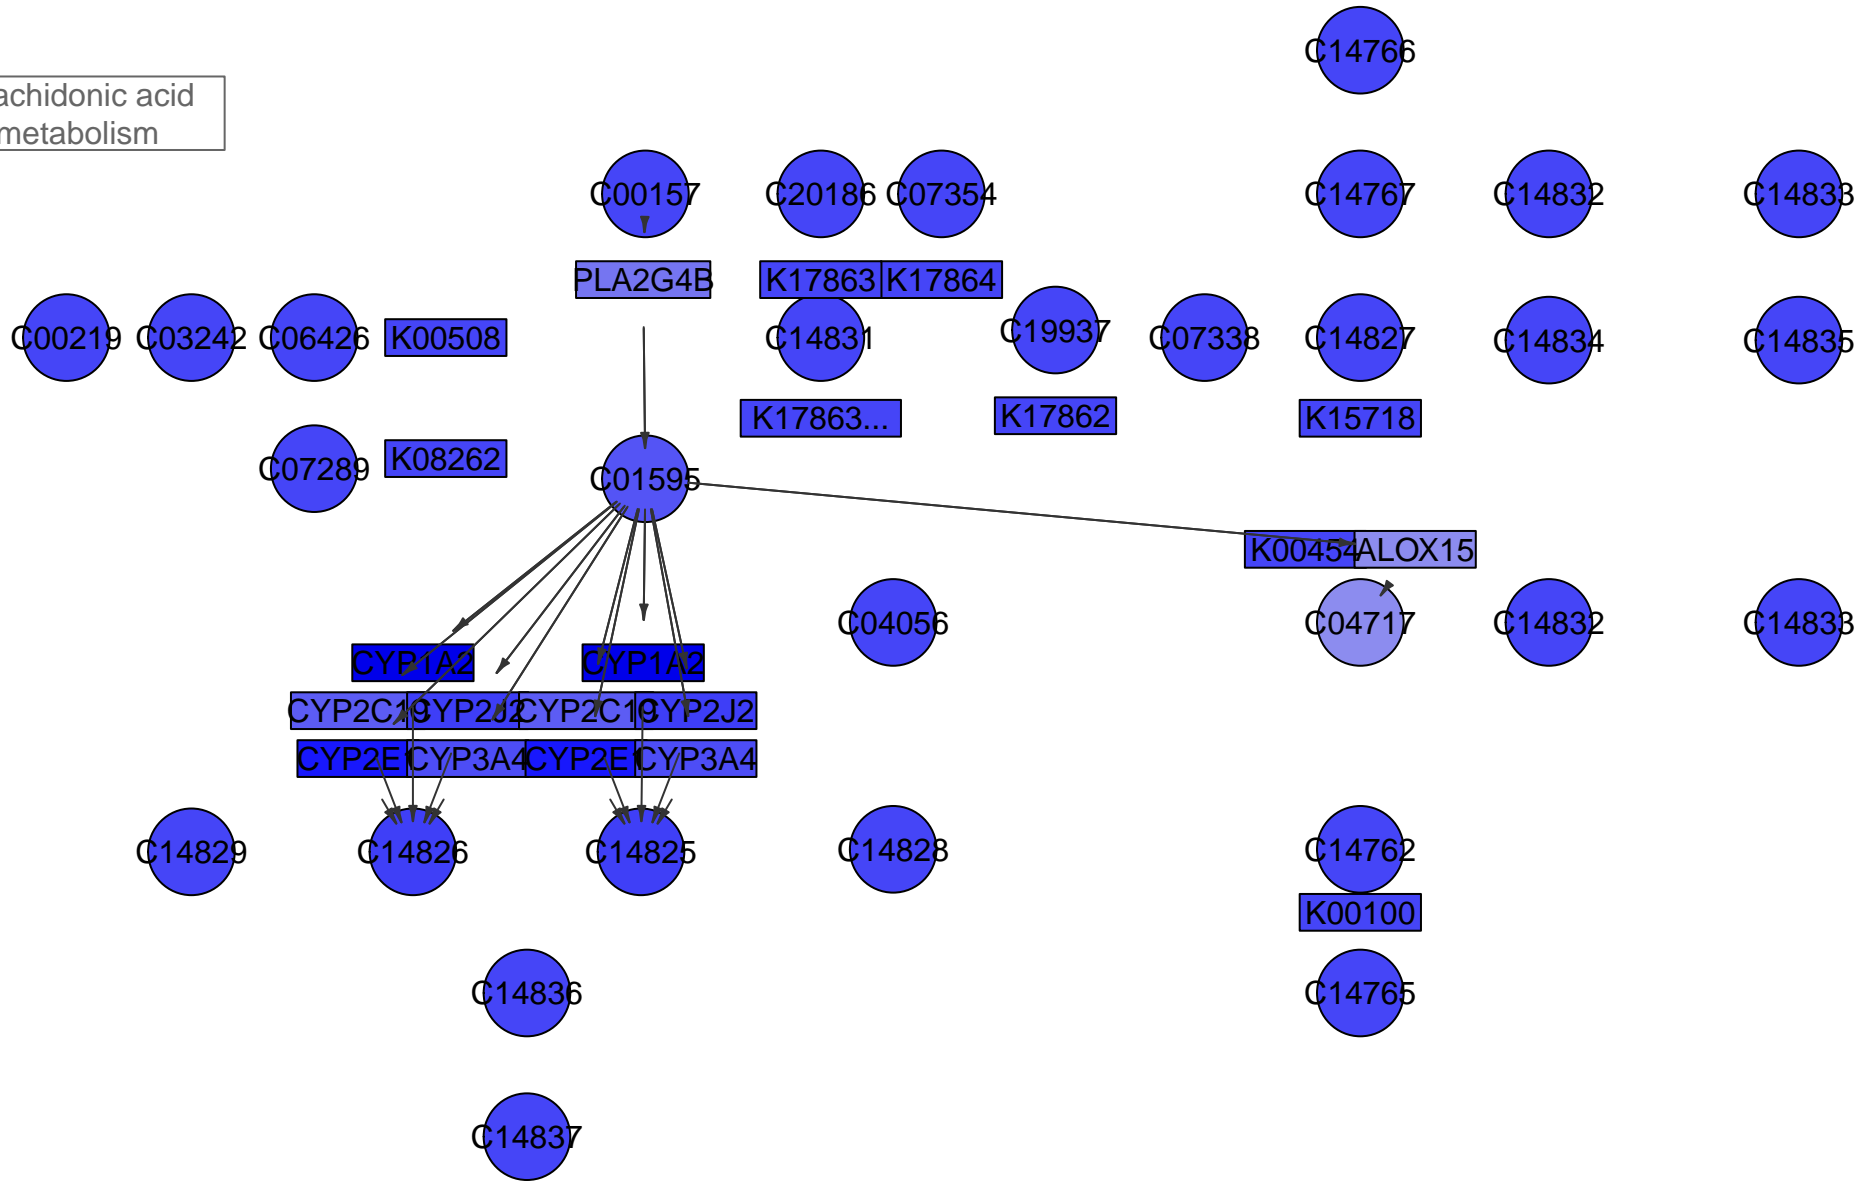 C14766
achidonic acid
metabolism
C00157
C20186
C07354
C14767
C14832
C14833
PLA2G4B
K17863
K17864
C00219
C03242
C06426
K00508
C14831
C19937
C07338
C14827
C14834
C14835
K17863...
K17862
K15718
C07289
K08262
C01595
K00454
ALOX15
C04056
C04717
C14832
C14833
CYP1A2
CYP1A2
CYP2C19
CYP2J2
CYP2C19
CYP2J2
CYP2E1
CYP3A4
CYP2E1
CYP3A4
C14829
C14826
C14825
C14828
C14762
K00100
C14836
C14765
C14837